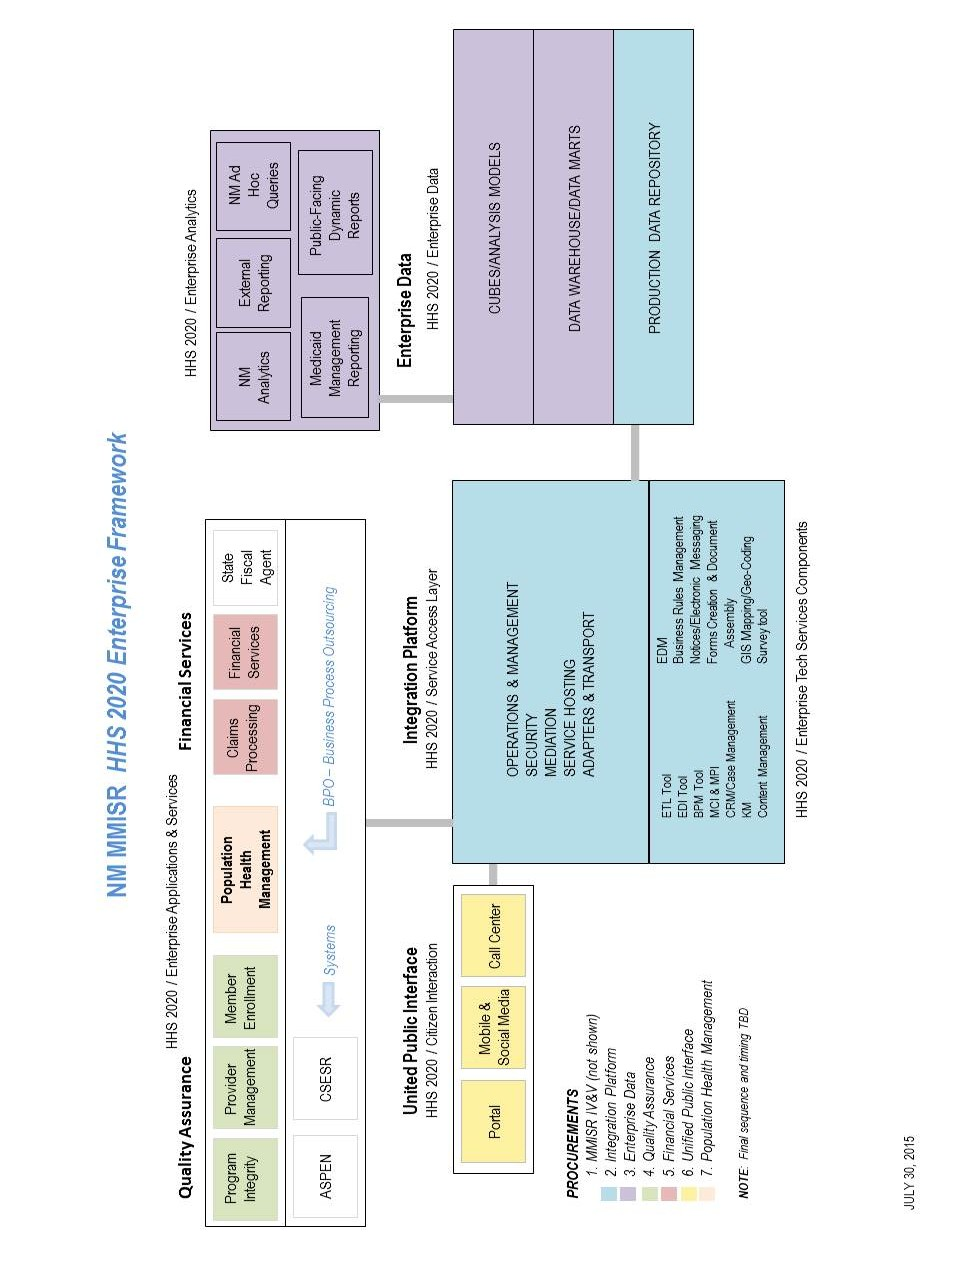 NM MMISR HHS 2020 Enterprise Framework
HHS 2020 / Enterprise Applications & Services
Quality Assurance
Financial Services
Program
Integrity
Provider
Management
Member
Enrollment
Population
Health
Management
Claims
Processing
Financial
Services
State
Fiscal
Agent
ASPEN
CSESR
Systems
BPO – Business Process Outsourcing
HHS 2020 / Enterprise Analytics
NM
Analytics
External
Reporting
NM Ad
Hoc
Queries
Medicaid
Management
Reporting
Public-Facing
Dynamic
Reports
United Public Interface
HHS 2020 / Citizen Interaction
Portal
Mobile &
Social Media
Call Center
Integration Platform
HHS 2020 / Service Access Layer
OPERATIONS & MANAGEMENT
SECURITY
MEDIATION
SERVICE HOSTING
ADAPTERS & TRANSPORT
ETL Tool
EDI Tool
BPM Tool
MCI & MPI
CRM/Case Management
KM
Content Management
EDM
Business Rules Management
Notices/Electronic Messaging
Forms Creation & Document
Assembly
GIS Mapping/Geo-Coding
Survey tool
HHS 2020 / Enterprise Tech Services Components
Enterprise Data
HHS 2020 / Enterprise Data
CUBES/ANALYSIS MODELS
DATA WAREHOUSE/DATA MARTS
PRODUCTION DATA REPOSITORY
PROCUREMENTS
1. MMISR IV&V (not shown)
2. Integration Platform
3. Enterprise Data
4. Quality Assurance
5. Financial Services
6. Unified Public Interface
7. Population Health Management
NOTE: Final sequence and timing TBD
JULY 30, 2015